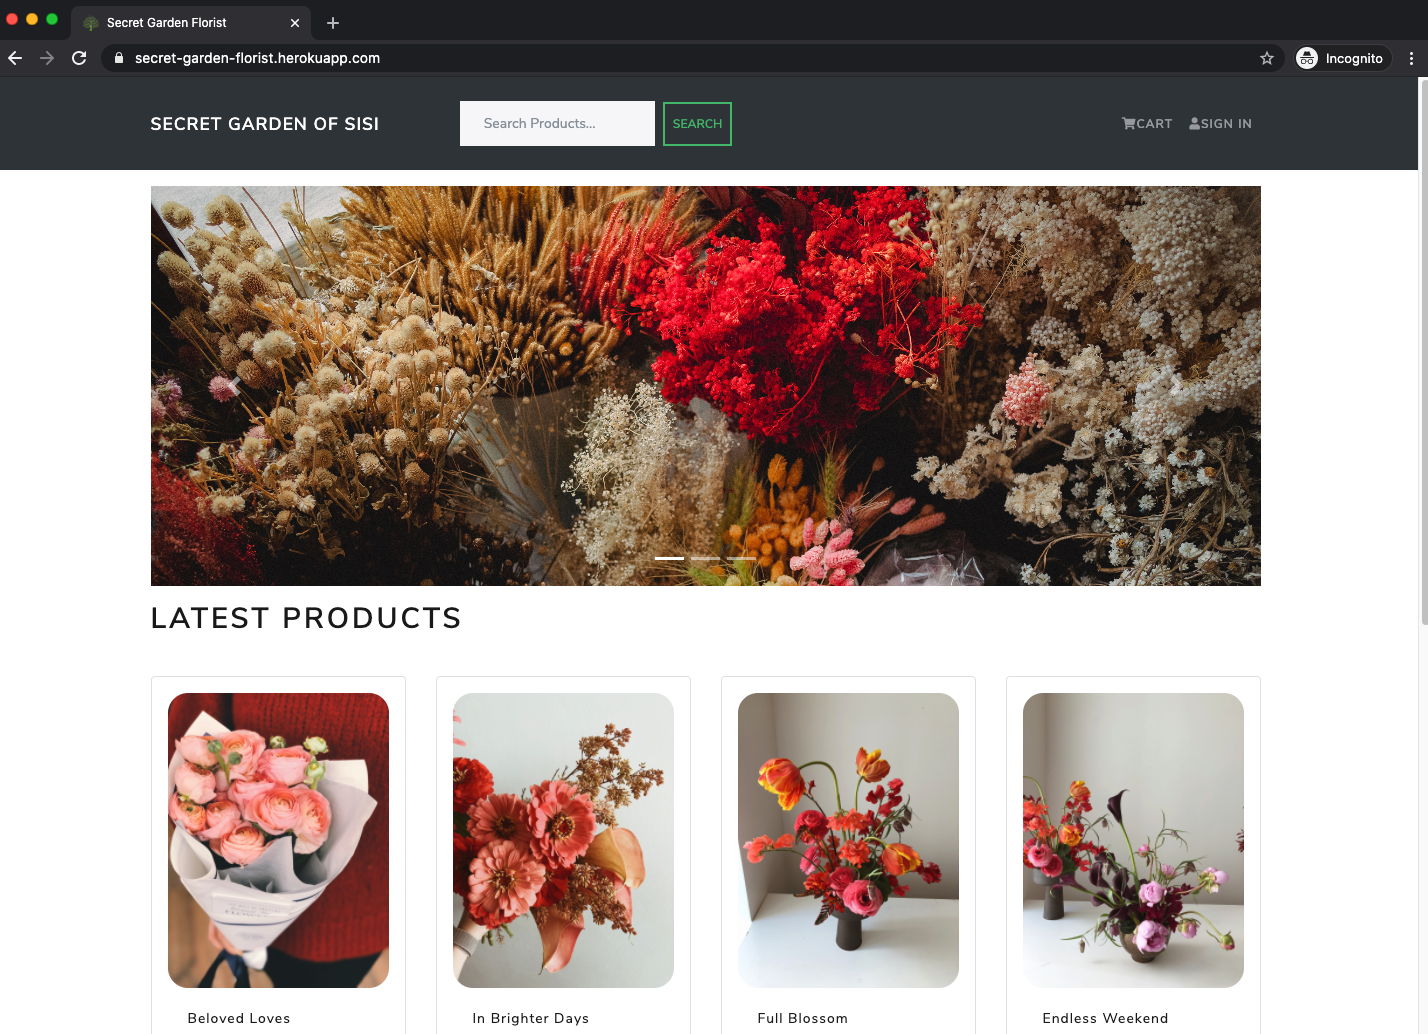 Secret Garden Florist
secret-garden-florist.herokuapp.com
Incognito
SECRET GARDEN OF SISI
Search Products...
SEARCH
CART
SIGN IN
LATEST PRODUCTS
Beloved Loves
In Brighter Days
Full Blossom
Endless Weekend